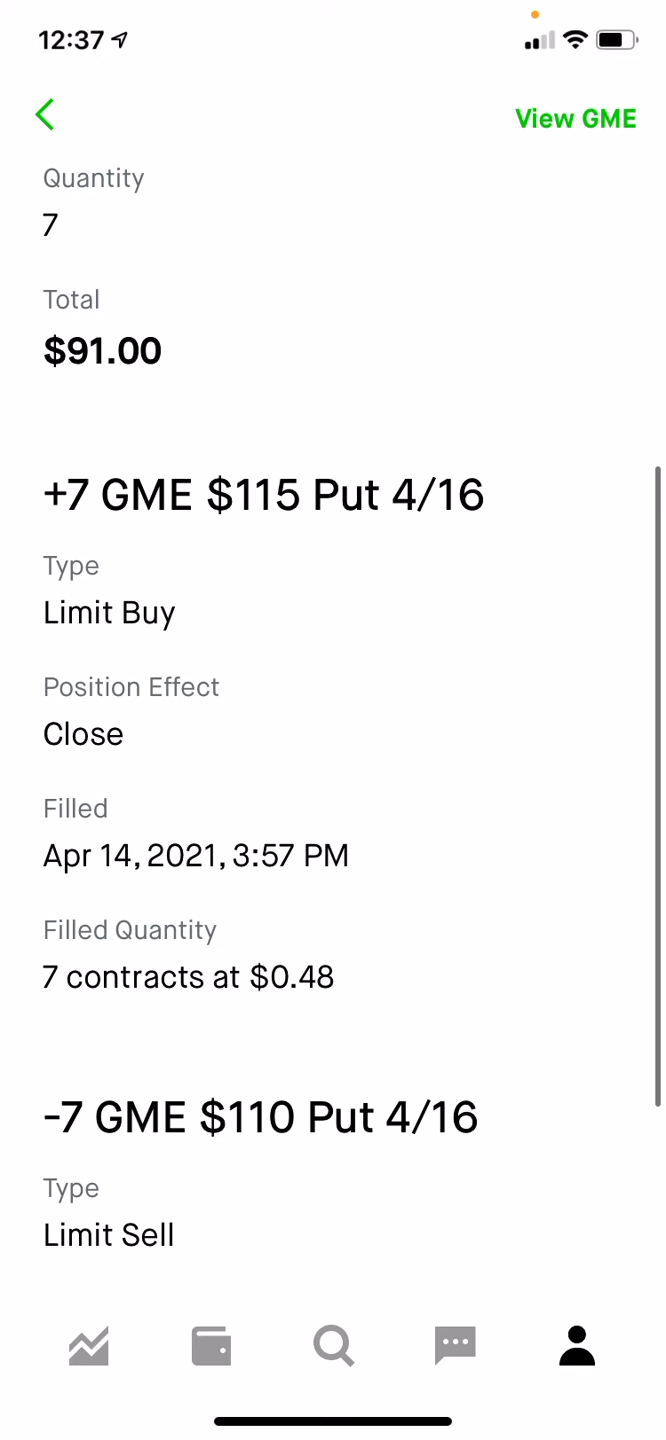 12:37
View GME
Quantity
7
Total
$91.00
+7 GME $115 Put 4/16
Type
Limit Buy
Position Effect
Close
Filled
Apr 14, 2021, 3:57 PM
Filled Quantity
7 contracts at $0.48
-7 GME $110 Put 4/16
Type
Limit Sell